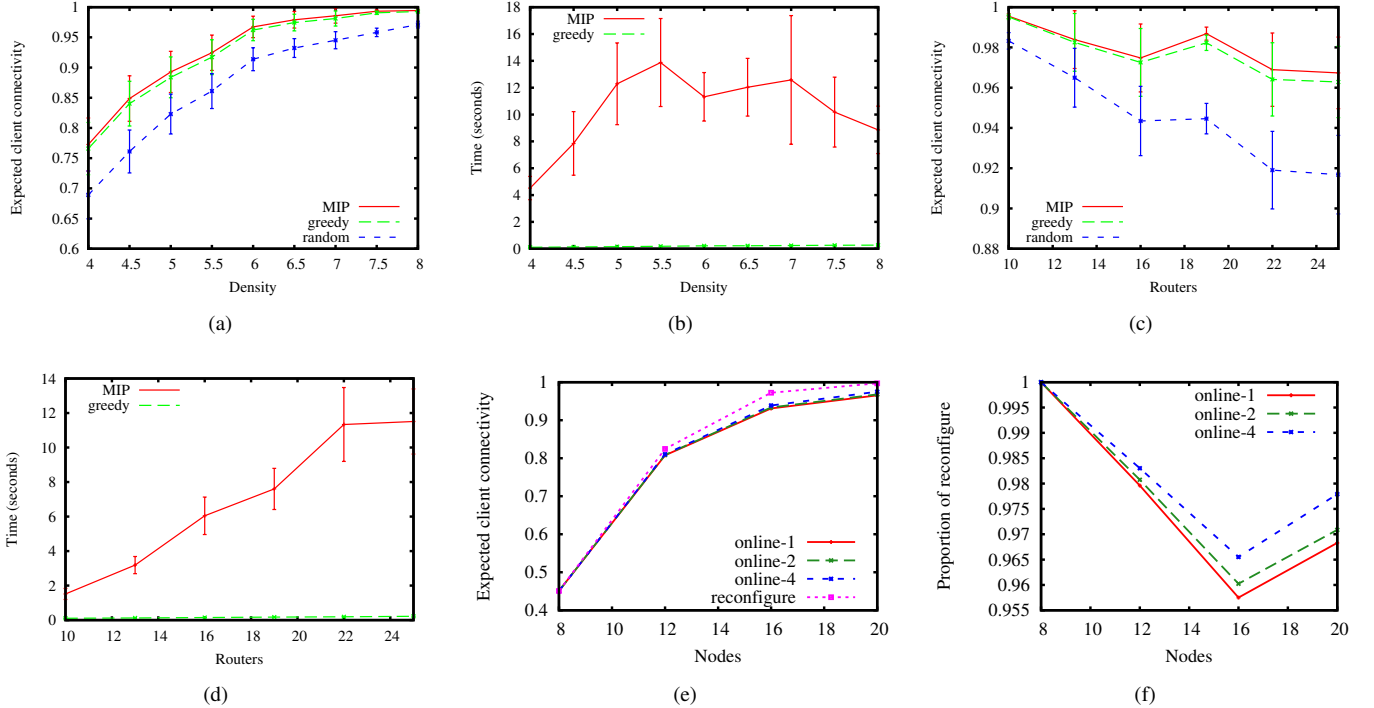 Expected client connectivity
1
0.95
0.9
0.85
0.8
0.75
0.7
0.65
0.6
MIP
greedy
random
4 4.5 5 5.5 6 6.5 7 7.5 8
Density
(a)
Time (seconds)
18
16
14
12
10
8
6
4
2
0
MIP
greedy
4 4.5 5 5.5 6 6.5 7 7.5 8
Density
(b)
Expected client connectivity
1
0.98
0.96
0.94
0.92
0.9
0.88
MIP
greedy
random
10 12 14 16 18 20 22 24
Routers
(c)
Time (seconds)
14
12
10
8
6
4
2
0
MIP
greedy
10 12 14 16 18 20 22 24
Routers
(d)
Expected client connectivity
1
0.9
0.8
0.7
0.6
0.5
0.4
online-1
online-2
online-4
reconfigure
8 10 12 14 16 18 20
Nodes
(e)
Proportion of reconfigure
1
0.995
0.99
0.985
0.98
0.975
0.97
0.965
0.96
0.955
online-1
online-2
online-4
8 10 12 14 16 18 20
Nodes
(f)